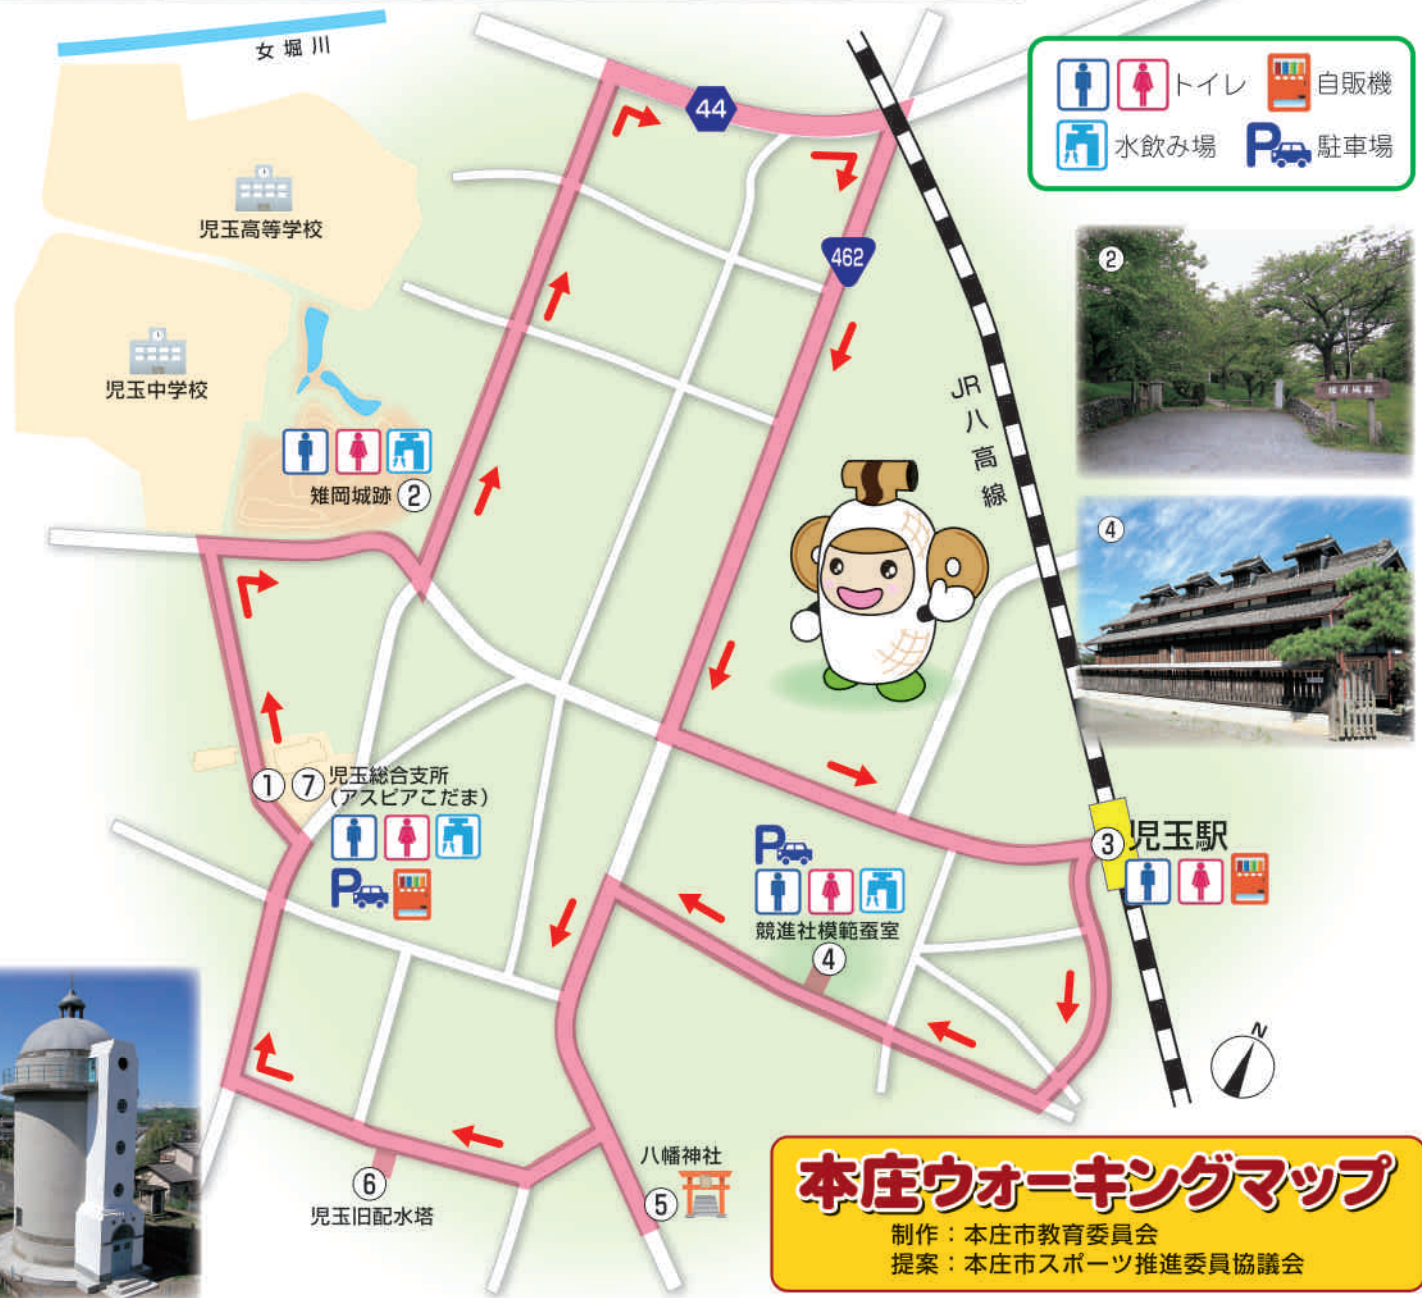 女堀川
44
トイレ
自販機
水飲み場
P
駐車場
児玉高等学校
462
②
児玉中学校
JR八高線
雉岡城跡 ②
④
① ⑦ 児玉総合支所
(アスピアこだま)
P
P
③ 児玉駅
競進社模範蚕室
④
N
八幡神社
⑤
⑥
児玉旧配水塔
本庄ウォーキングマップ
制作：本庄市教育委員会
提案：本庄市スポーツ推進委員協議会